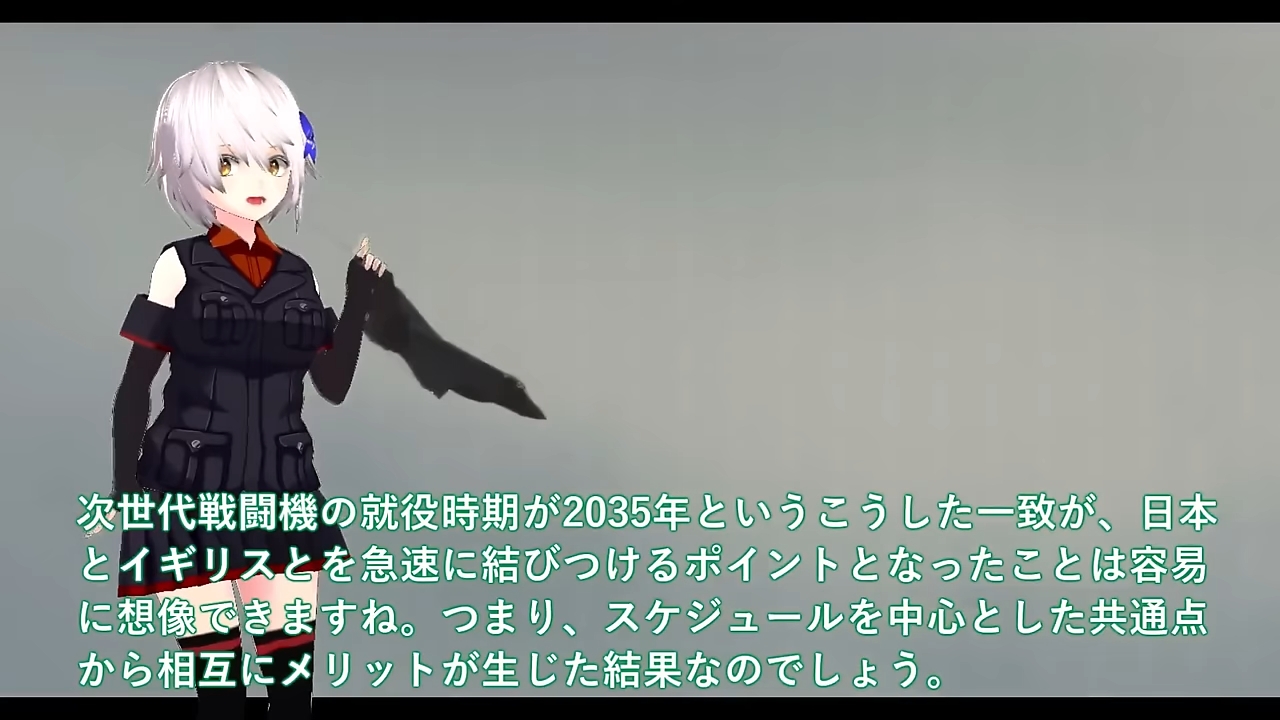 次世代戦闘機の就役時期が2035年というこうした一致が、日本
とイギリスとを急速に結びつけるポイントとなったことは容易
に想像できますね。つまり、スケジュールを中心とした共通点
から相互にメリットが生じた結果なのでしょう。